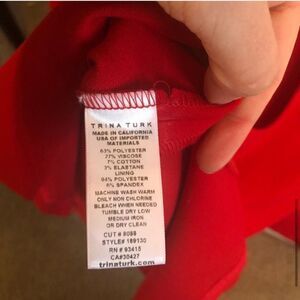 TRINA TURK
MADE IN CALIFORNIA
USA OF IMPORTED
MATERIALS
63% POLYESTER
27% VISCOSE
7% COTTON
3% ELASTANE
LINING
94% POLYESTER
6% SPANDEX
MACHINE WASH WARM
ONLY NON CHLORINE
BLEACH WHEN NEEDED
TUMBLE DRY LOW
MEDIUM IRON
OR DRY CLEAN
CUT # 8088
STYLE# 189130
RN # 93415
CA#30427
trinaturk.com